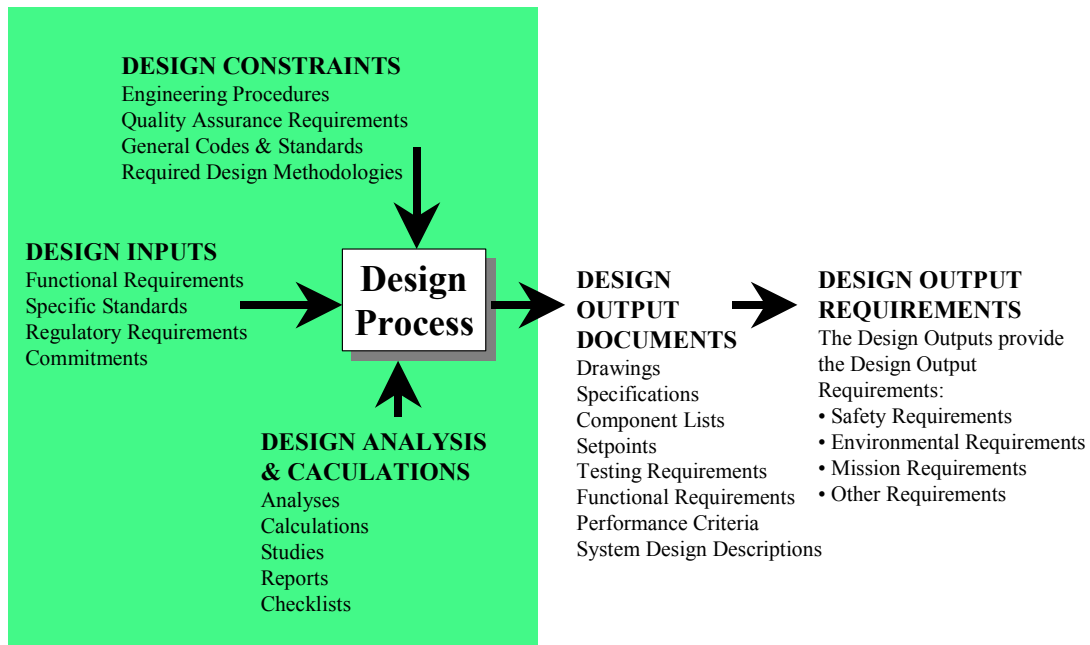 DESIGN CONSTRAINTS
Engineering Procedures
Quality Assurance Requirements
General Codes & Standards
Required Design Methodologies
DESIGN INPUTS
Functional Requirements
Specific Standards
Regulatory Requirements
Commitments
Design
Process
DESIGN ANALYSIS
& CACULATIONS
Analyses
Calculations
Studies
Reports
Checklists
DESIGN
OUTPUT
DOCUMENTS
Drawings
Specifications
Component Lists
Setpoints
Testing Requirements
Functional Requirements
Performance Criteria
System Design Descriptions
DESIGN OUTPUT
REQUIREMENTS
The Design Outputs provide
the Design Output
Requirements:
• Safety Requirements
• Environmental Requirements
• Mission Requirements
• Other Requirements